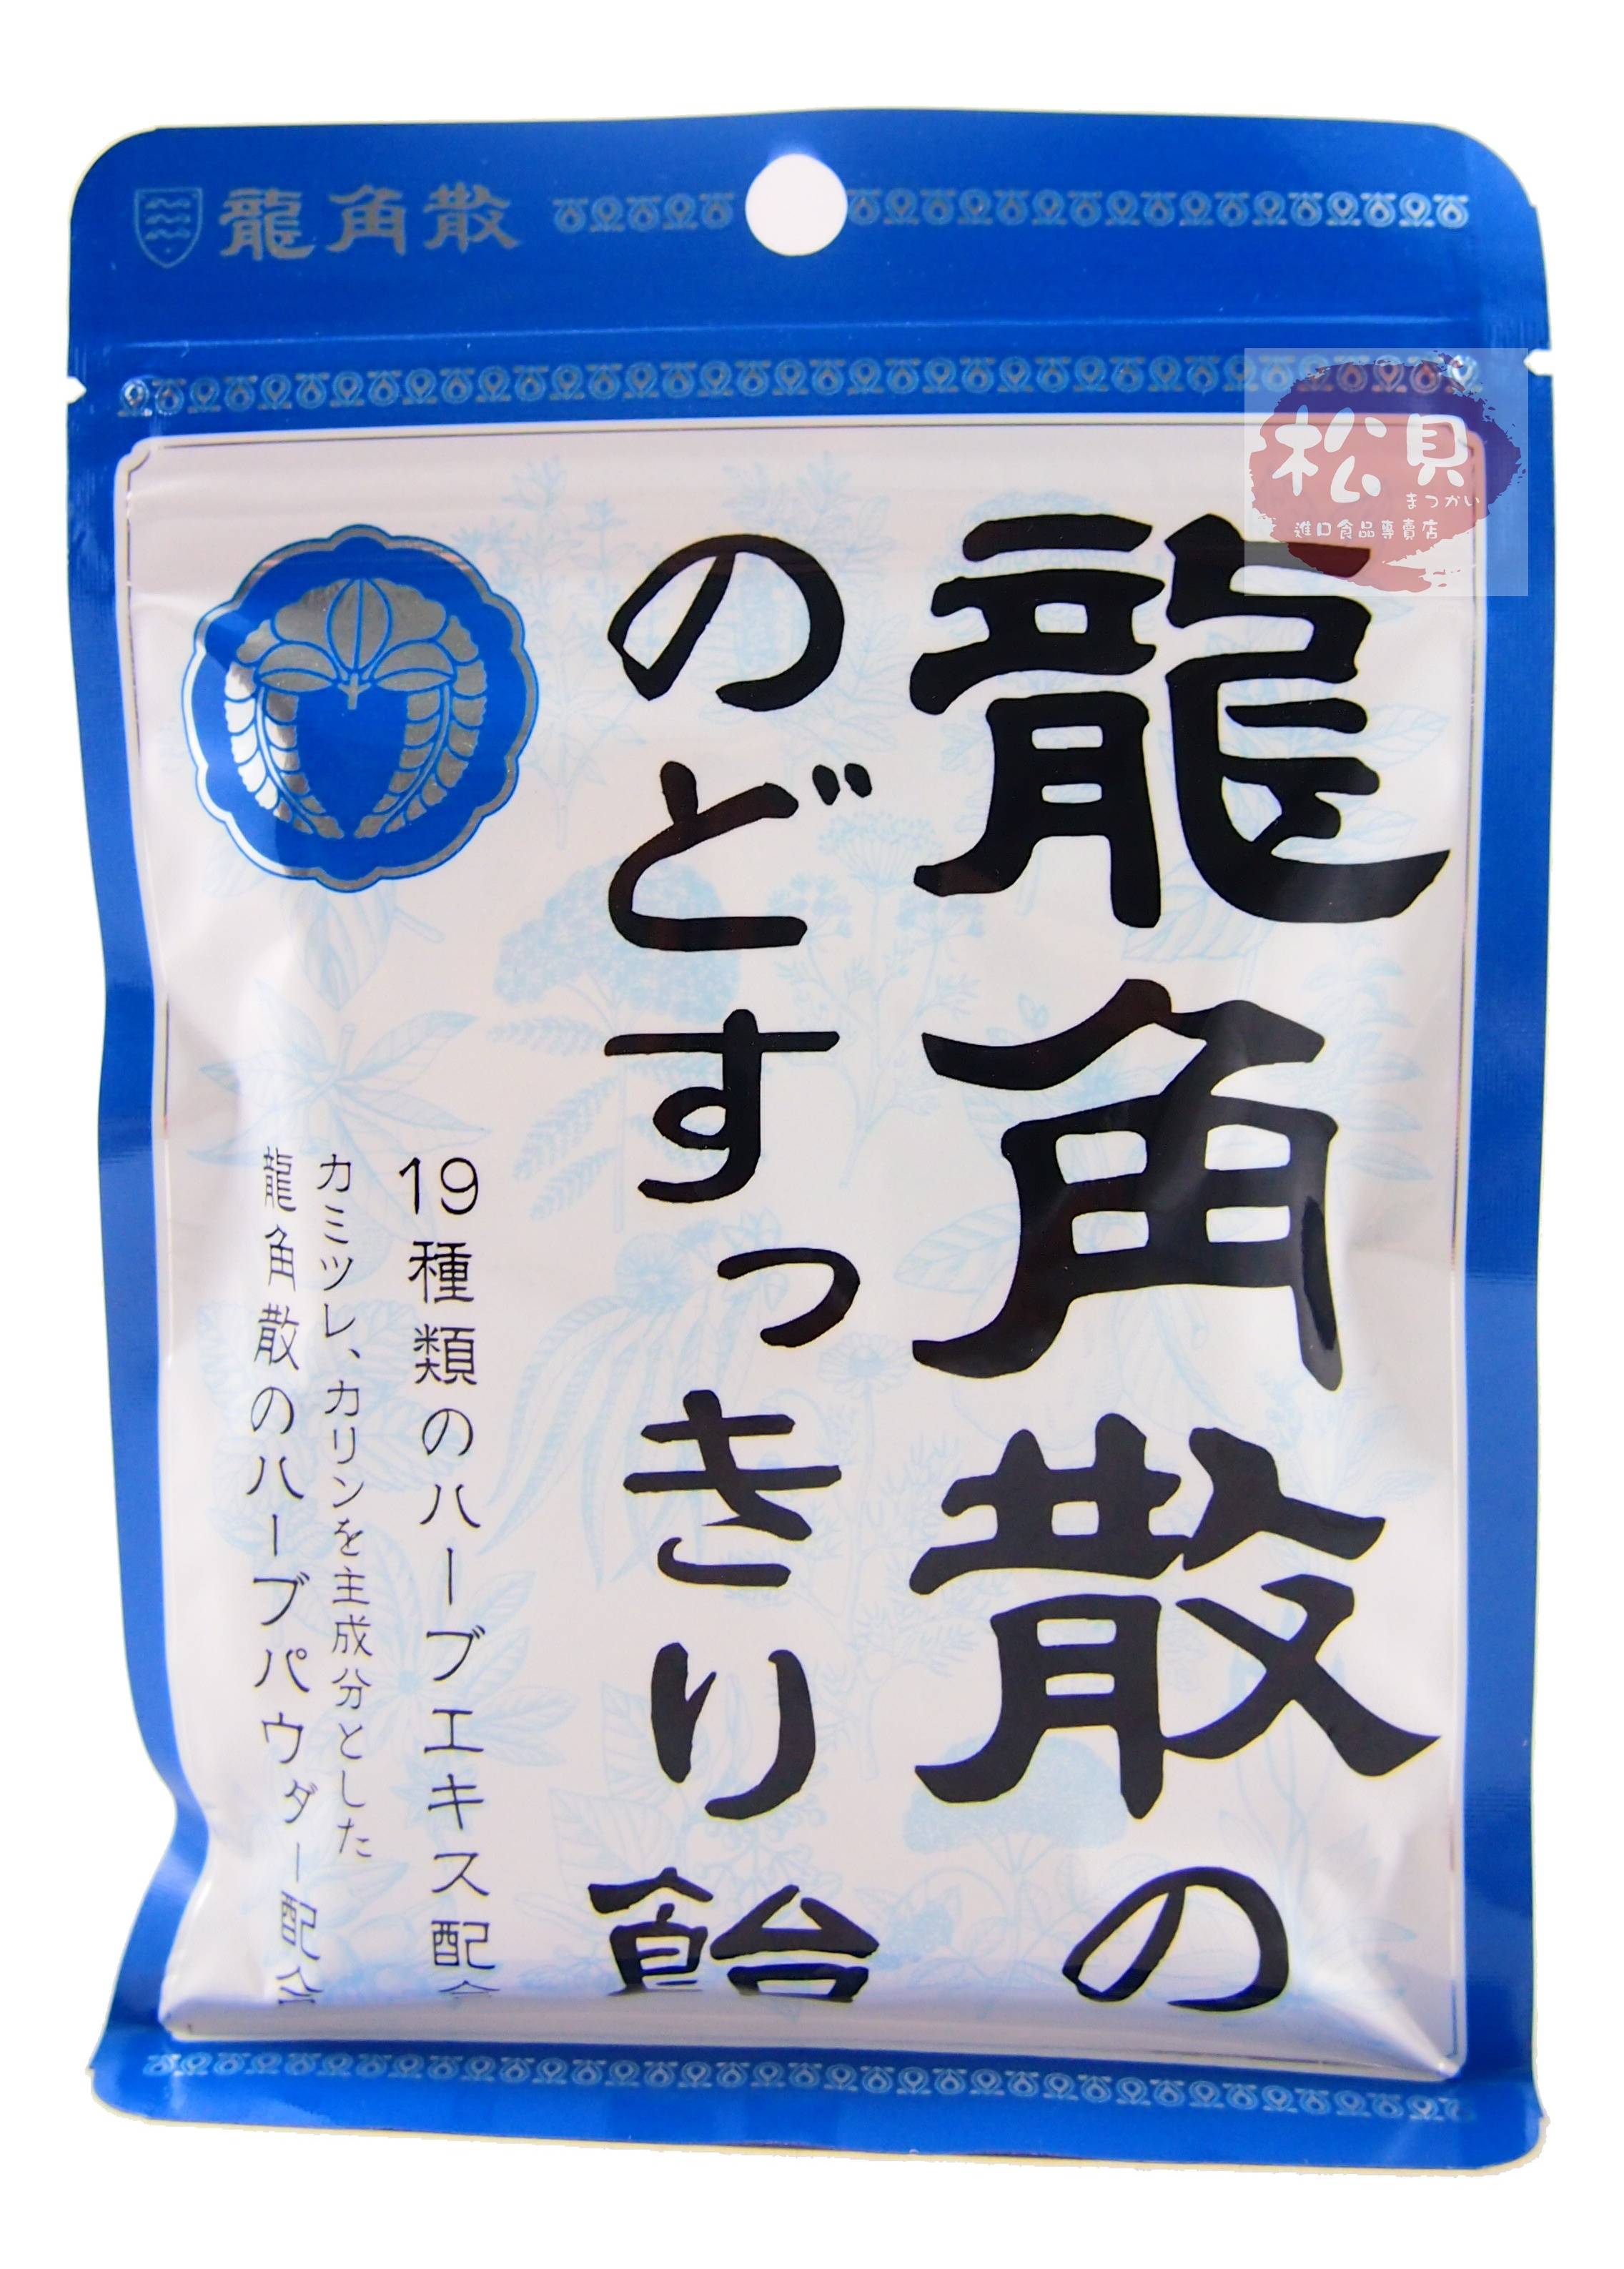 龍角散
松貝
まつかい
進口食品專賣店
龍角散の
のどすっきり飴
19種類のハーブエキス配合
カミツレ、カリンを主成分とした
龍角散のハーブパウダー配合